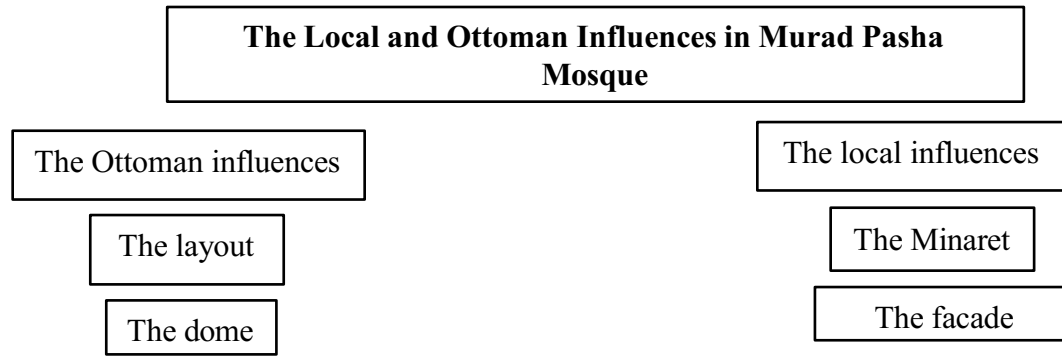 The Local and Ottoman Influences in Murad Pasha
Mosque
The Ottoman influences
The local influences
The layout
The Minaret
The dome
The facade